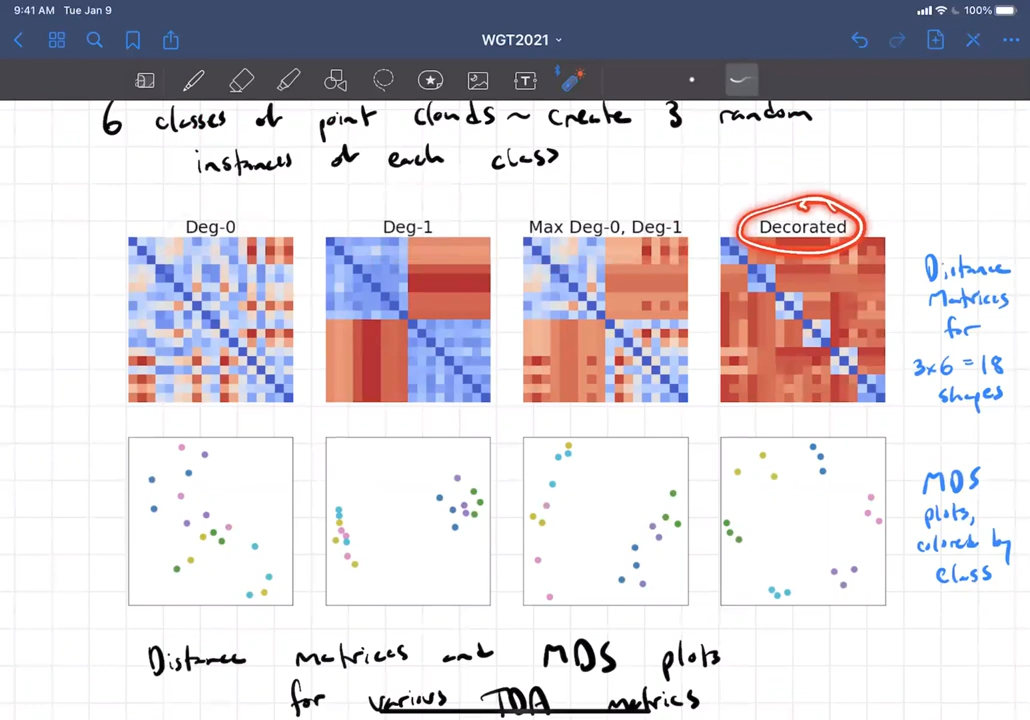 9:41 AM Tue Jan 9
100%
WGT2021
6 classes of point clouds ~ create 3 random
instances of each class
Deg-0 Deg-1 Max Deg-0, Deg-1 Decorated
Distance
Matrices
for
3x6 = 18
shapes
MDS
plots,
colored by
class
Distance matrices and MDS plots
for various TDA metrics